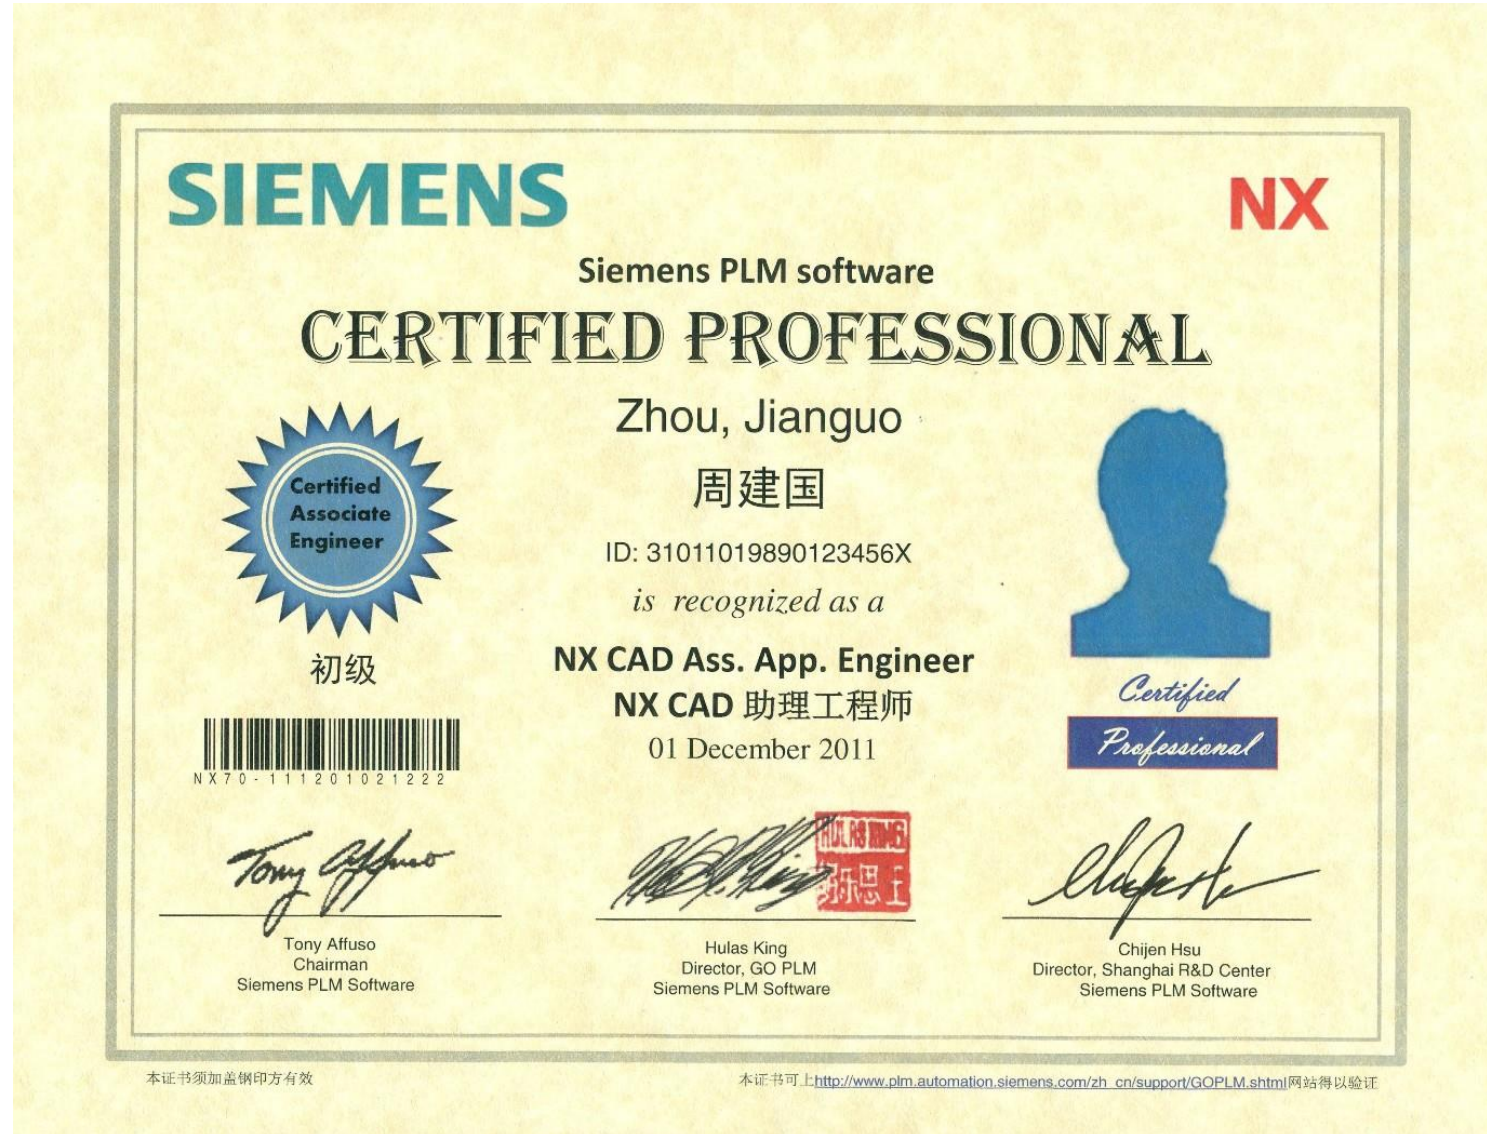 SIEMENS
NX
Siemens PLM software
CERTIFIED PROFESSIONAL
Zhou, Jianguo
周建国
ID: 31011019890123456X
is recognized as a
NX CAD Ass. App. Engineer
NX CAD 助理工程师
01 December 2011
Certified
Associate
Engineer
初级
NX70-111201021222
Certified
Professional
Tony Affuso
Tony Affuso
Chairman
Siemens PLM Software
HULAS KING
Hulas King
Director, GO PLM
Siemens PLM Software
Chijen Hsu
Director, Shanghai R&D Center
Siemens PLM Software
本证书须加盖钢印方有效
本证书可上http://www.plm.automation.siemens.com/zh_cn/support/GOPLM.shtml网站得以验证